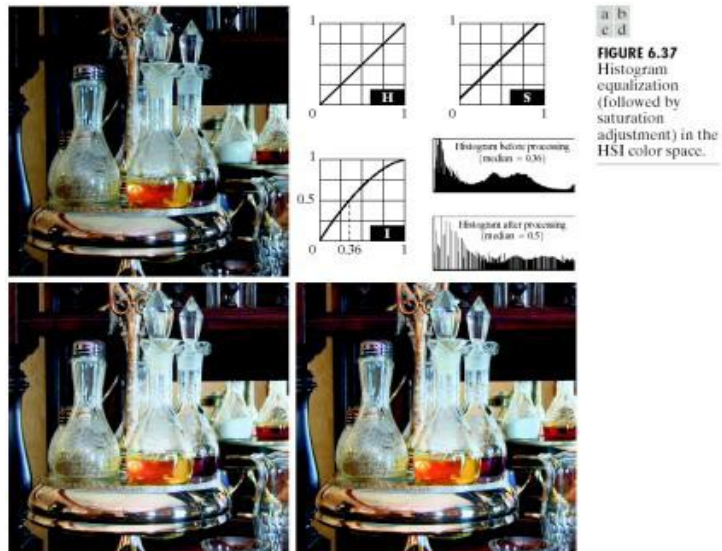 1
H
0
1
1
S
0
1
1
0.5
I
0
0.36
1
Histogram before processing
(median = 0.36)
Histogram after processing
(median = 0.5)
a b
c d
FIGURE 6.37
Histogram
equalization
(followed by
saturation
adjustment) in the
HSI color space.